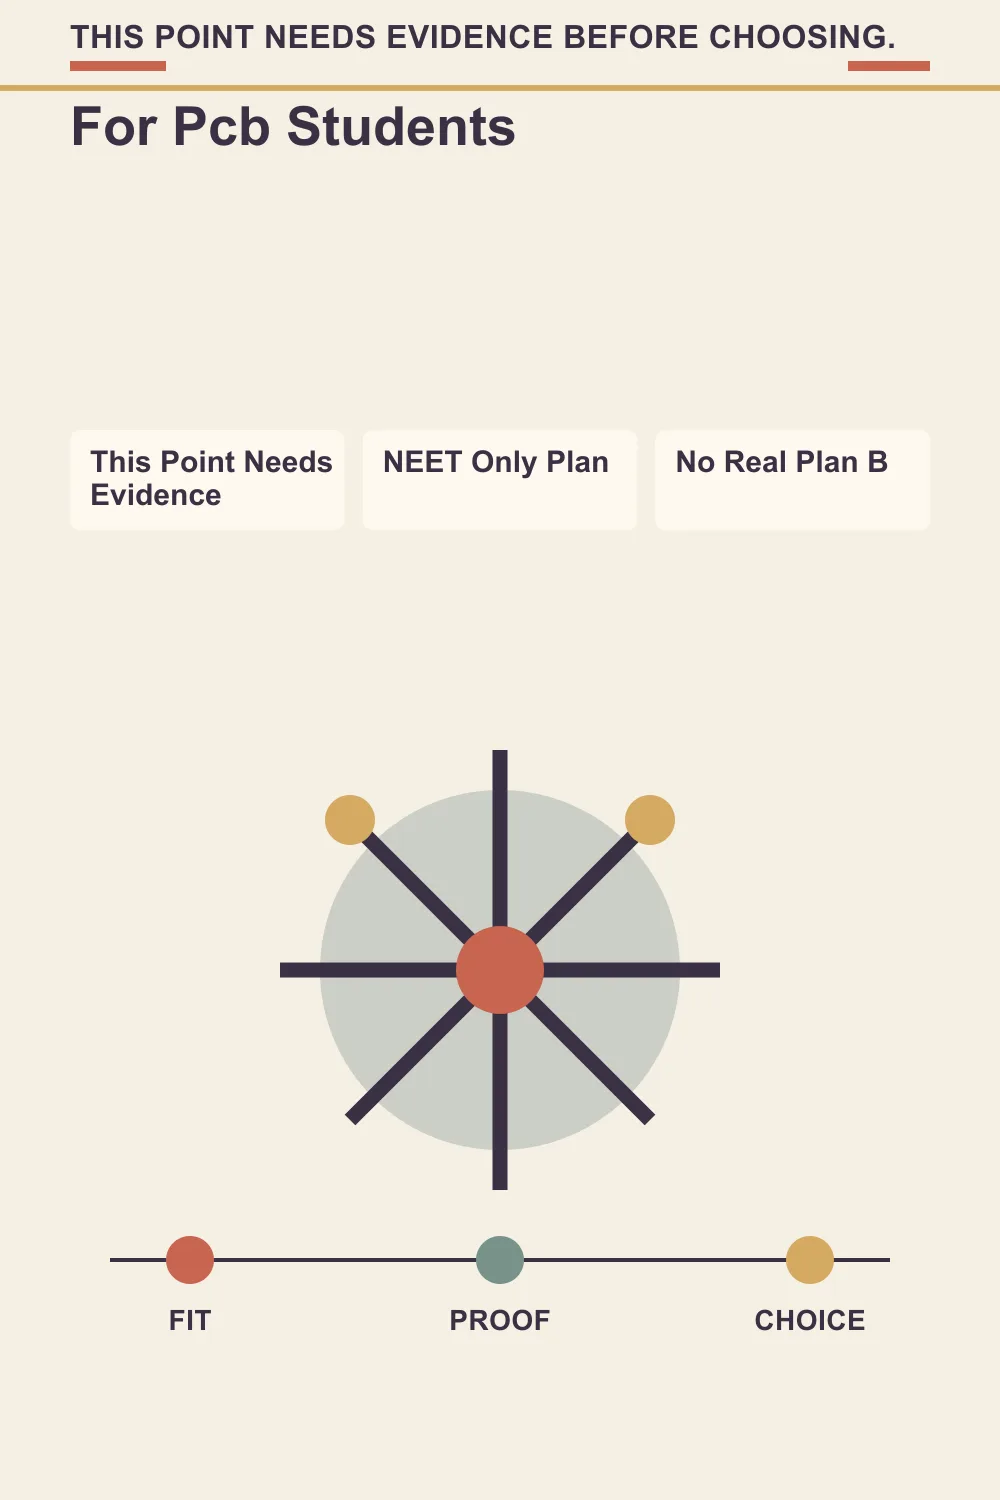 THIS POINT NEEDS EVIDENCE BEFORE CHOOSING.
For Pcb Students
This Point Needs
Evidence
NEET Only Plan
No Real Plan B
FIT
PROOF
CHOICE